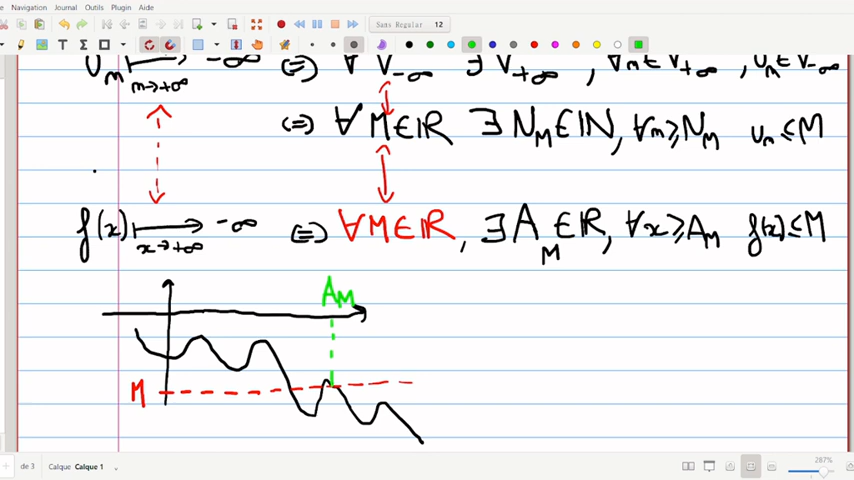 Navigation Journal Outils Plugin Aide
Sans Regular 12
Uₙ ⟼ -∞ ⇔ ∀ V₋∞ ∃ V₊∞ , ∀n ∈ V₊∞ , uₙ ∈ V₋∞
n→+∞
⇔ ∀ M ∈ ℝ ∃ N_M ∈ ℕ, ∀n ⩾ N_M uₙ ⩽ M
f(x) ⟼ -∞ ⇔ ∀M ∈ ℝ , ∃ A_M ∈ ℝ, ∀x ⩾ A_M f(x) ⩽ M
x→+∞
A_M
M
de 3 Calque Calque 1
287%